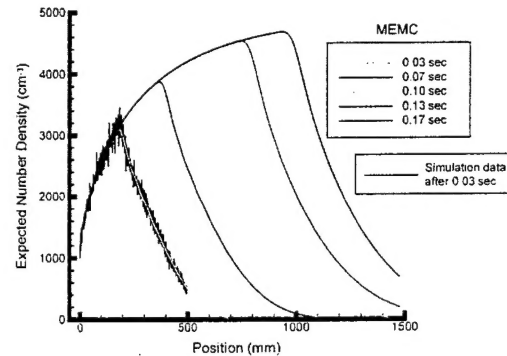 5000
4000
3000
2000
1000
0
Expected Number Density (cm⁻³)
0
500
1000
1500
Position (mm)
MEMC
0 03 sec
0.07 sec
0.10 sec
0.13 sec
0.17 sec
Simulation data
after 0 03 sec